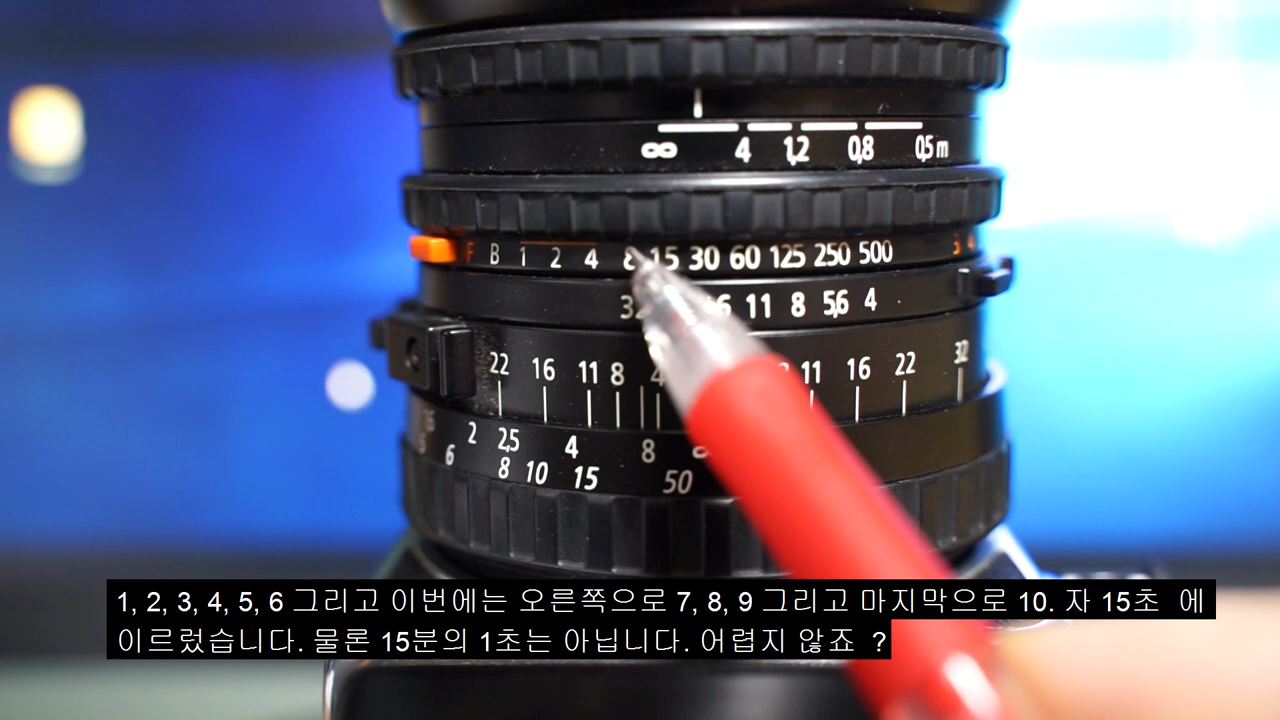 ∞ 4 1,2 0,8 0,5 m
F B 1 2 4 8 15 30 60 125 250 500
11 8 5,6 4
22 16 11 8 4 11 16 22 32
2 2,5 4 8
6 8 10 15 50
1, 2, 3, 4, 5, 6 그리고 이번에는 오른쪽으로 7, 8, 9 그리고 마지막으로 10. 자 15초 에
이르렀습니다. 물론 15분의 1초는 아닙니다. 어렵지 않죠 ?